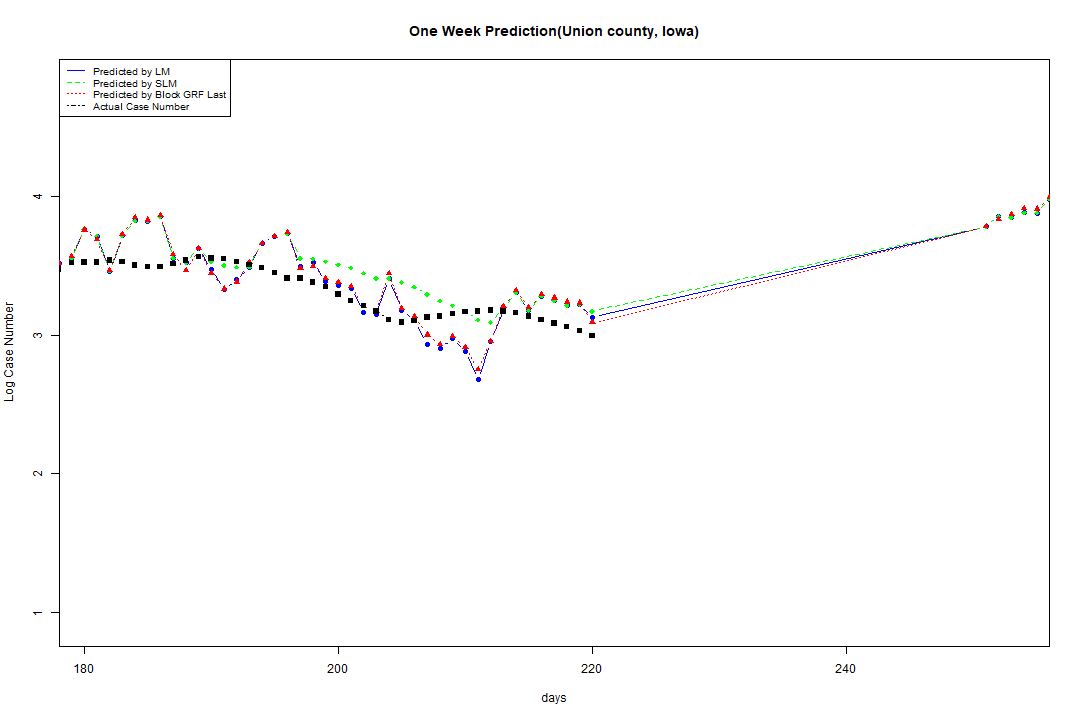 One Week Prediction(Union county, Iowa)
Predicted by LM
Predicted by SLM
Predicted by Block GRF Last
Actual Case Number
4
3
2
1
Log Case Number
180 200 220 240
days